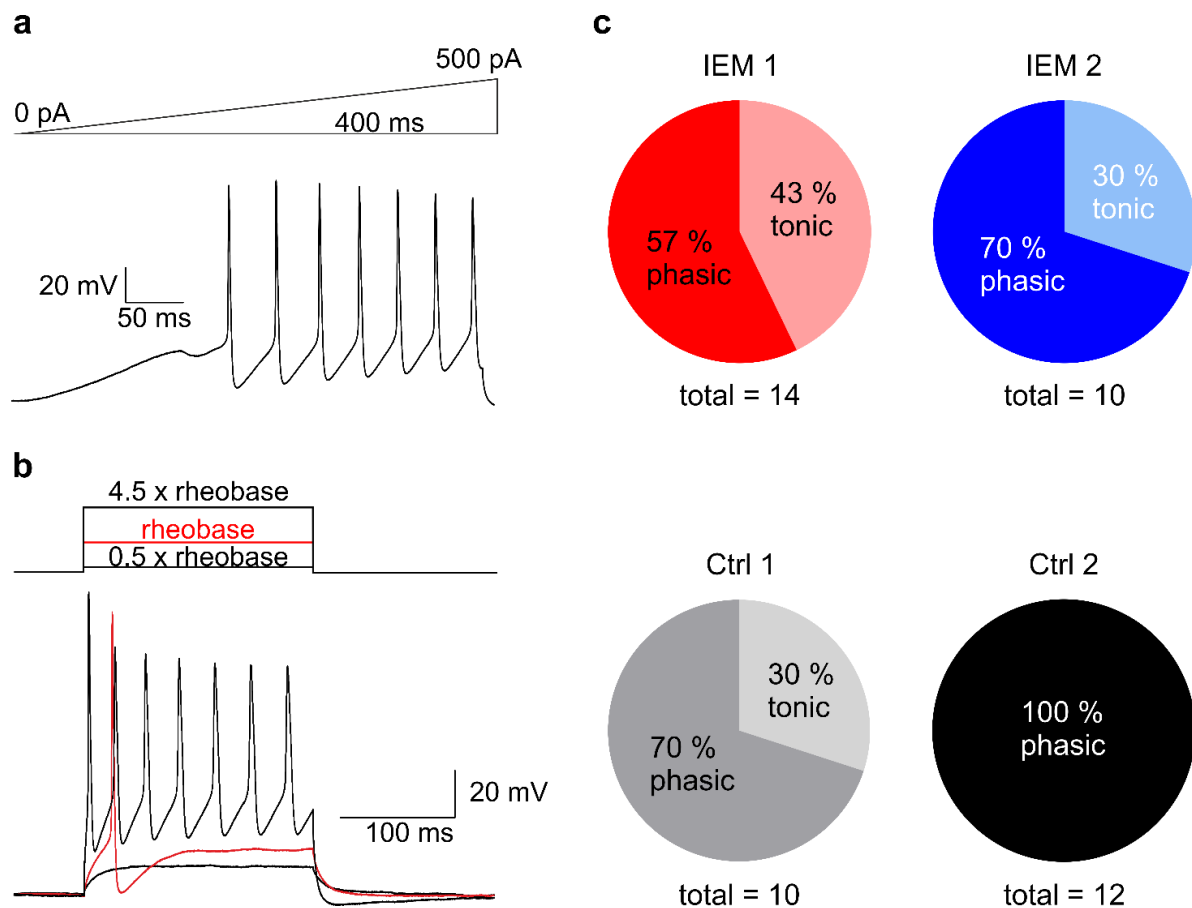 a
500 pA
0 pA
400 ms
20 mV
50 ms
b
4.5 x rheobase
rheobase
0.5 x rheobase
20 mV
100 ms
c
IEM 1
43 %
tonic
57 %
phasic
total = 14
IEM 2
30 %
tonic
70 %
phasic
total = 10
Ctrl 1
30 %
tonic
70 %
phasic
total = 10
Ctrl 2
100 %
phasic
total = 12